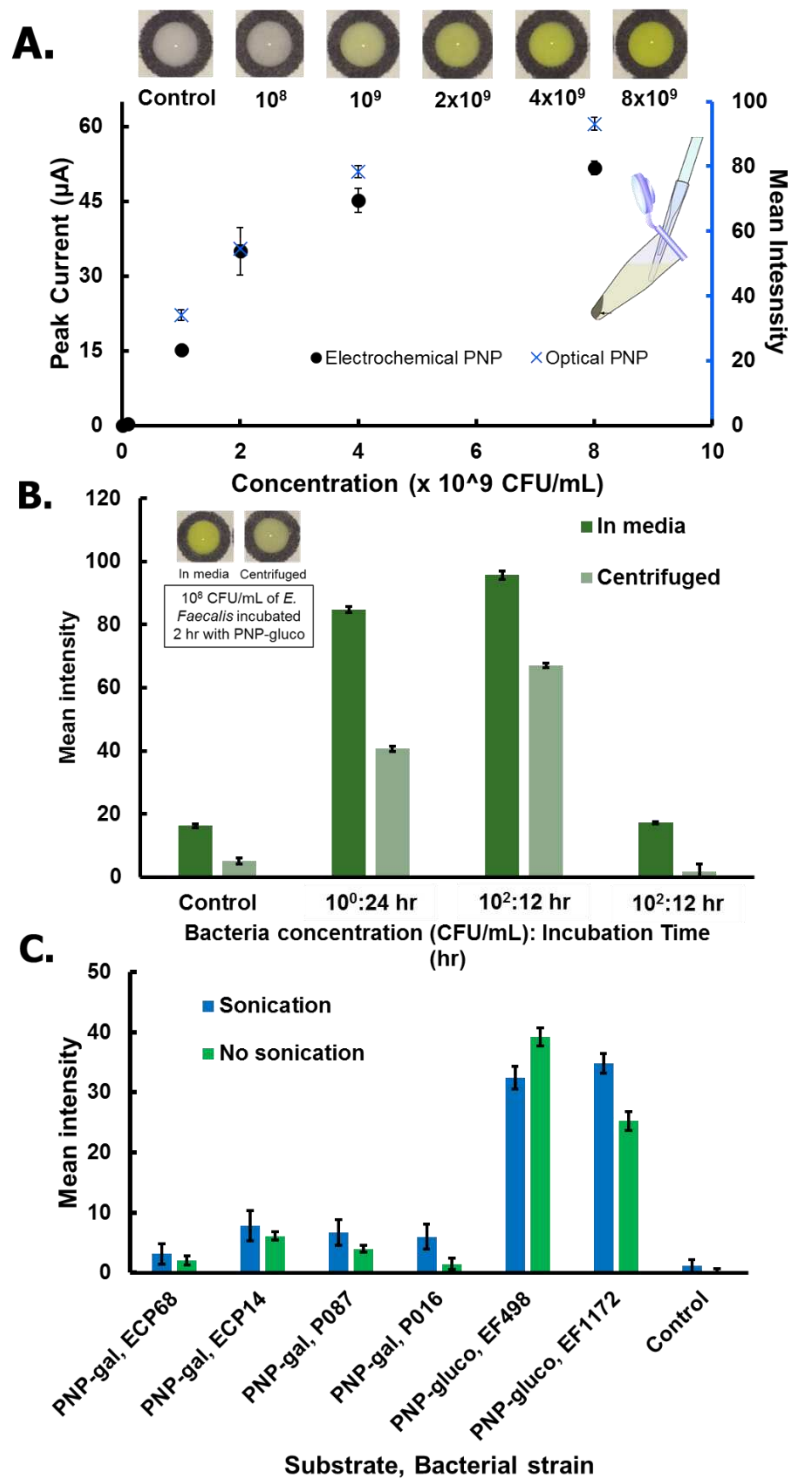 A.
Control 10⁸ 10⁹ 2x10⁹ 4x10⁹ 8x10⁹
60
45
30
15
0
Peak Current (µA)
100
80
60
40
20
0
Mean Intesnsity
Electrochemical PNP Optical PNP
0 2 4 6 8 10
Concentration (x 10^9 CFU/mL)
B.
120
100
80
60
40
20
0
Mean intensity
In media Centrifuged
10⁸ CFU/mL of E.
Faecalis incubated
2 hr with PNP-gluco
In media
Centrifuged
Control 10⁰:24 hr 10²:12 hr 10²:12 hr
Bacteria concentration (CFU/mL): Incubation Time
(hr)
C.
50
40
30
20
10
0
Mean intensity
Sonication
No sonication
PNP-gal, ECP68
PNP-gal, ECP14
PNP-gal, P087
PNP-gal, P016
PNP-gluco, EF498
PNP-gluco, EF1172
Control
Substrate, Bacterial strain